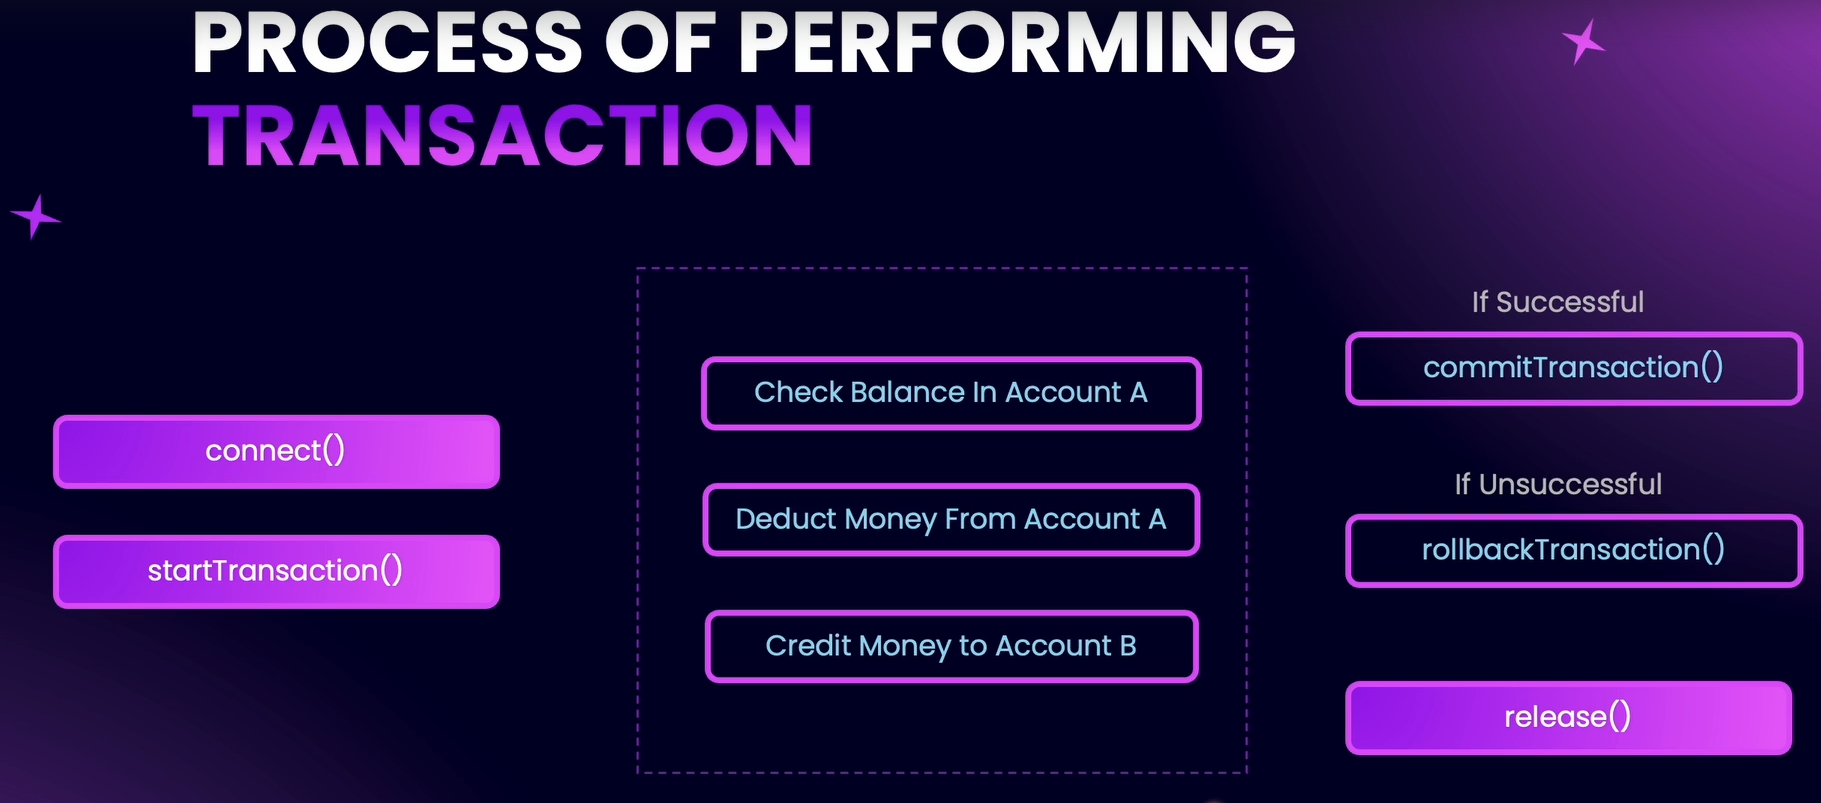 PROCESS OF PERFORMING
TRANSACTION
connect()
startTransaction()
Check Balance In Account A
Deduct Money From Account A
Credit Money to Account B
If Successful
commitTransaction()
If Unsuccessful
rollbackTransaction()
release()